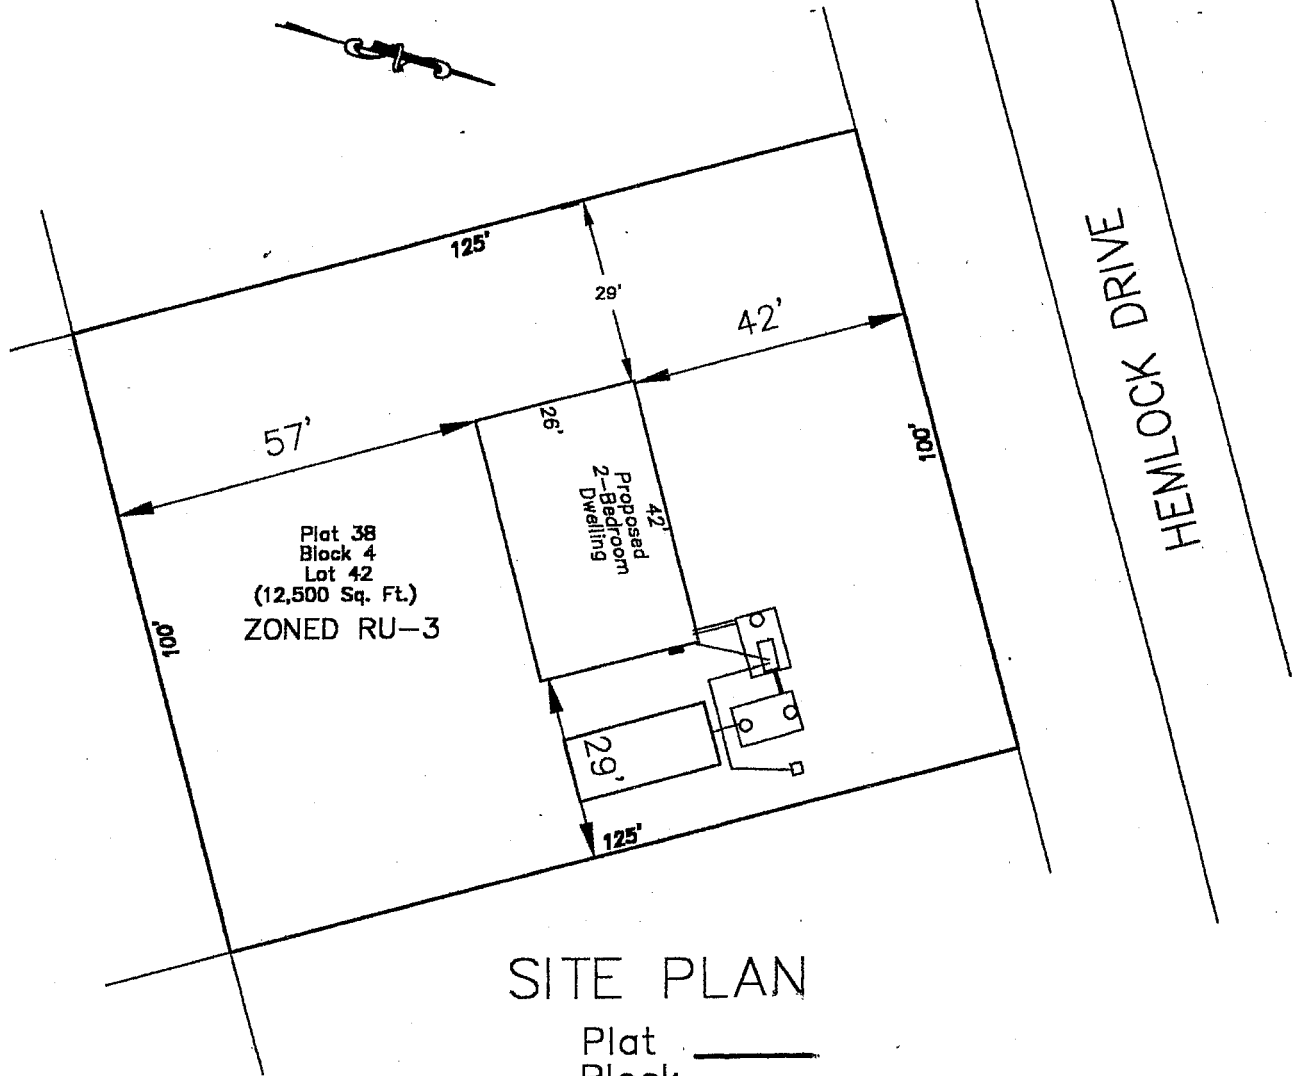 125'
29'
42'
HEMLOCK DRIVE
57'
26'
100'
42'
Proposed
2-Bedroom
Dwelling
Plat 38
Block 4
Lot 42
(12,500 Sq. Ft.)
ZONED RU-3
100'
29'
125'
SITE PLAN
Plat
Block